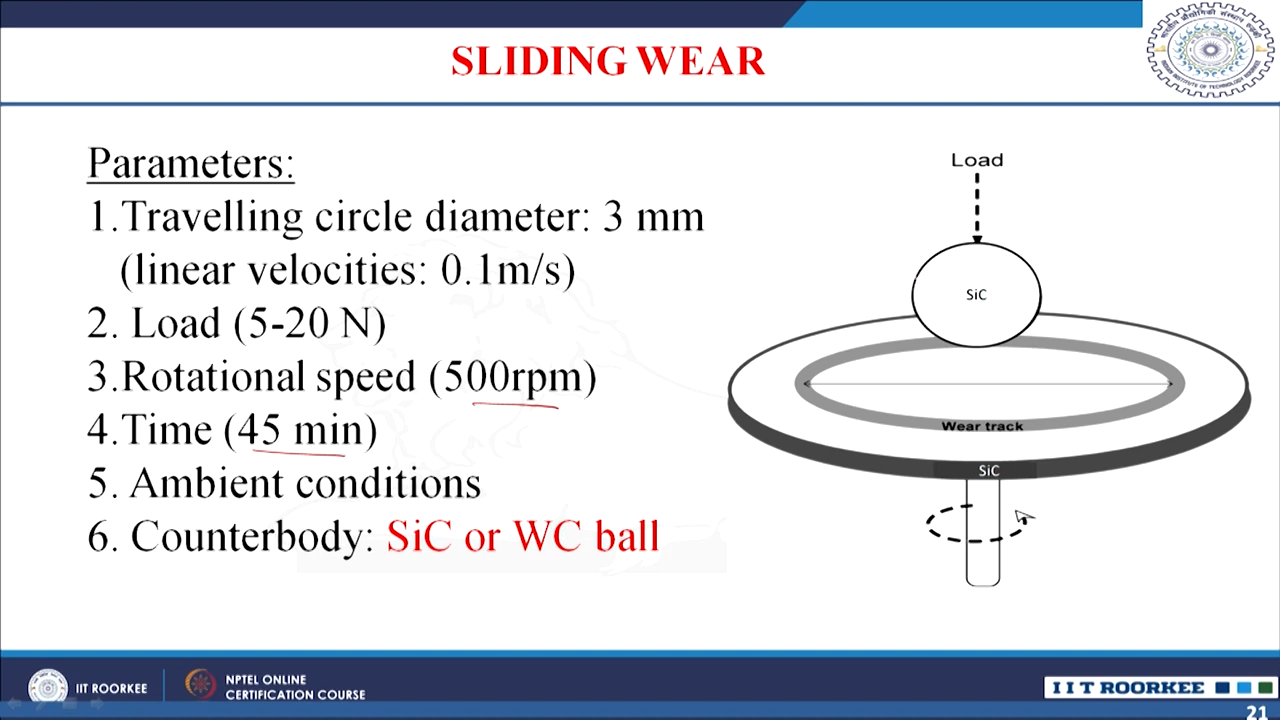 SLIDING WEAR
Parameters:
1.Travelling circle diameter: 3 mm
(linear velocities: 0.1m/s)
2. Load (5-20 N)
3.Rotational speed (500rpm)
4.Time (45 min)
5. Ambient conditions
6. Counterbody: SiC or WC ball
Load
SiC
Wear track
SiC
IIT ROORKEE
NPTEL ONLINE
CERTIFICATION COURSE
IIT ROORKEE
21